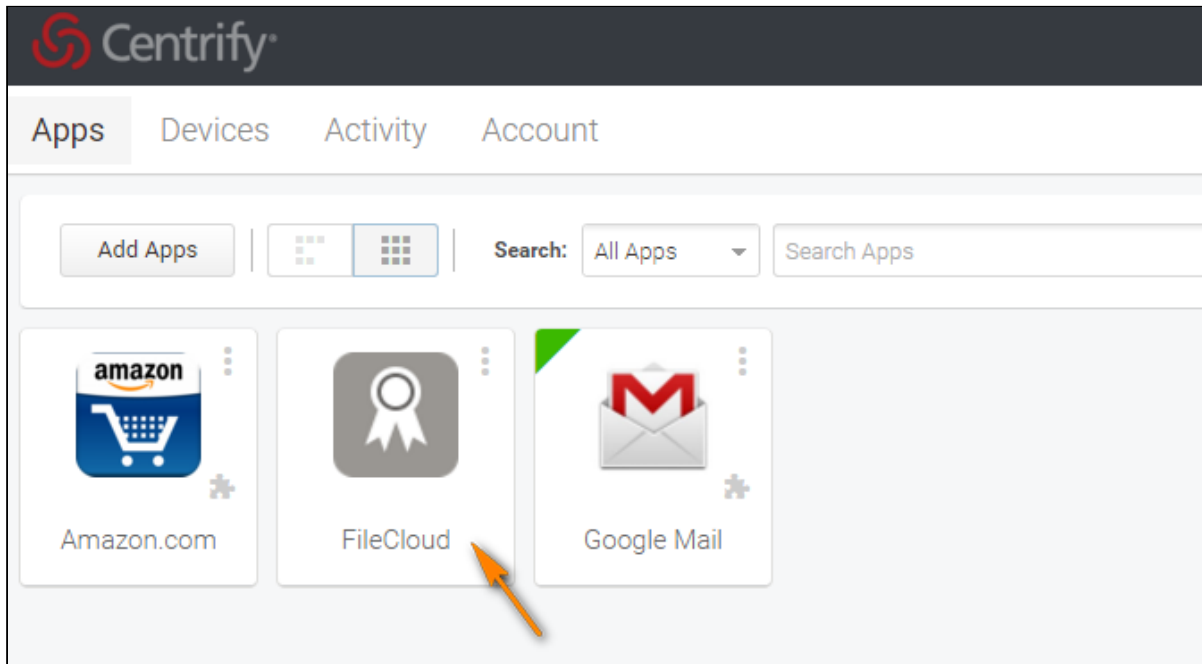 Centrify
Apps Devices Activity Account
Add Apps Search: All Apps Search Apps
amazon
Amazon.com FileCloud Google Mail